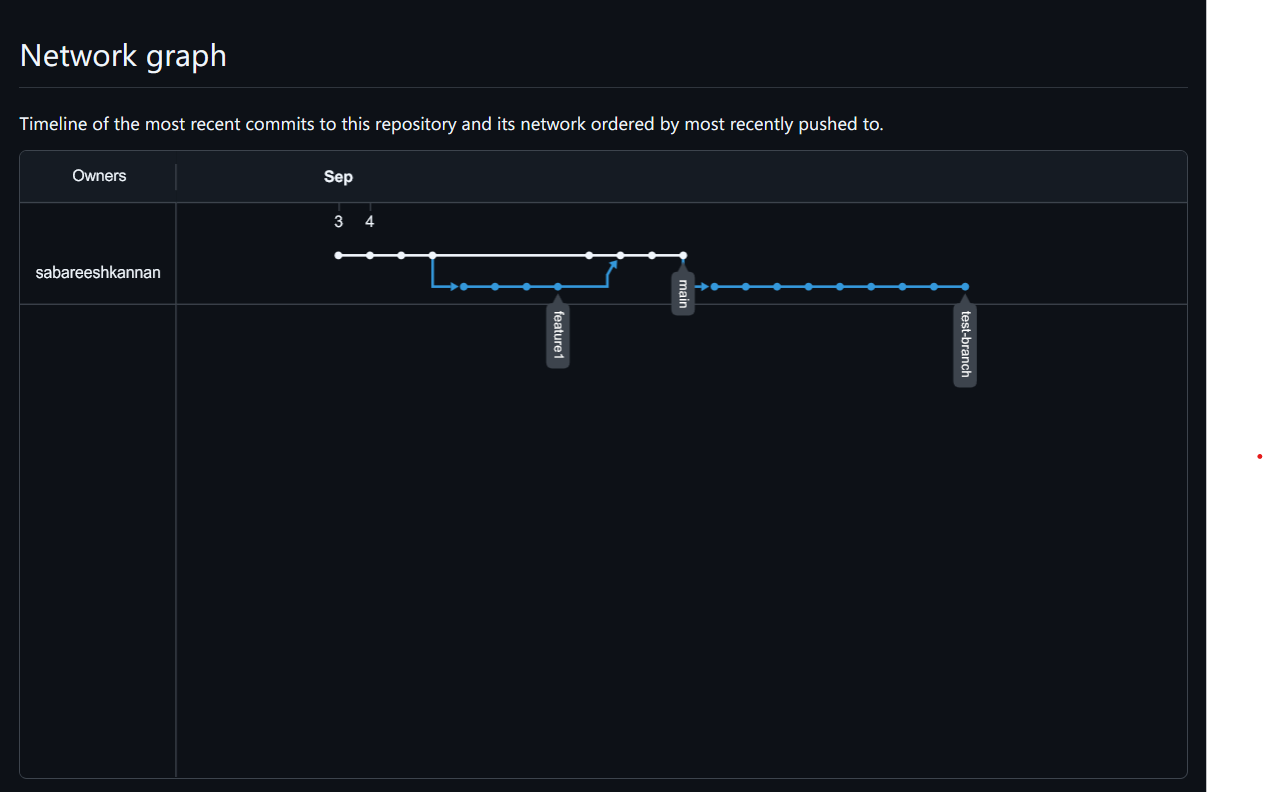 Network graph
Timeline of the most recent commits to this repository and its network ordered by most recently pushed to.
Owners
Sep
3 4
sabareeshkannan
main
feature1
test-branch